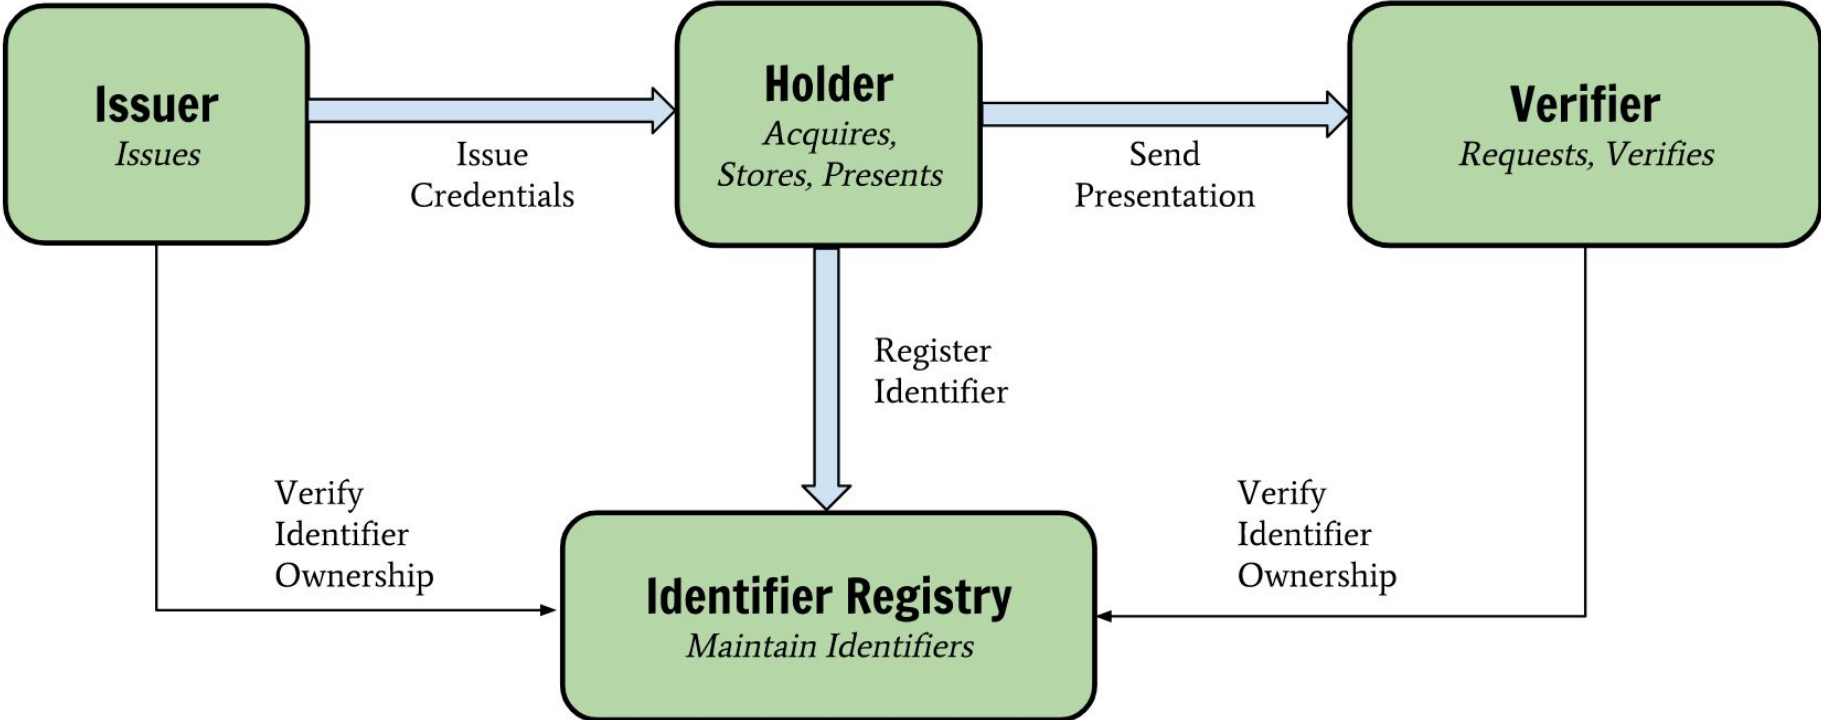 Issuer
Issues
Issue
Credentials
Holder
Acquires,
Stores, Presents
Send
Presentation
Verifier
Requests, Verifies
Register
Identifier
Verify
Identifier
Ownership
Verify
Identifier
Ownership
Identifier Registry
Maintain Identifiers